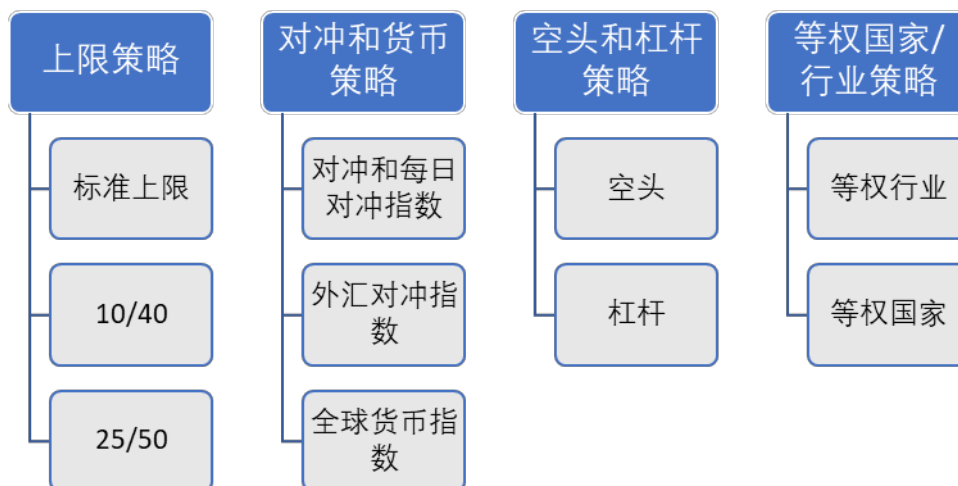 上限策略
标准上限
10/40
25/50
对冲和货币
策略
对冲和每日
对冲指数
外汇对冲指
数
全球货币指
数
空头和杠杆
策略
空头
杠杆
等权国家/
行业策略
等权行业
等权国家